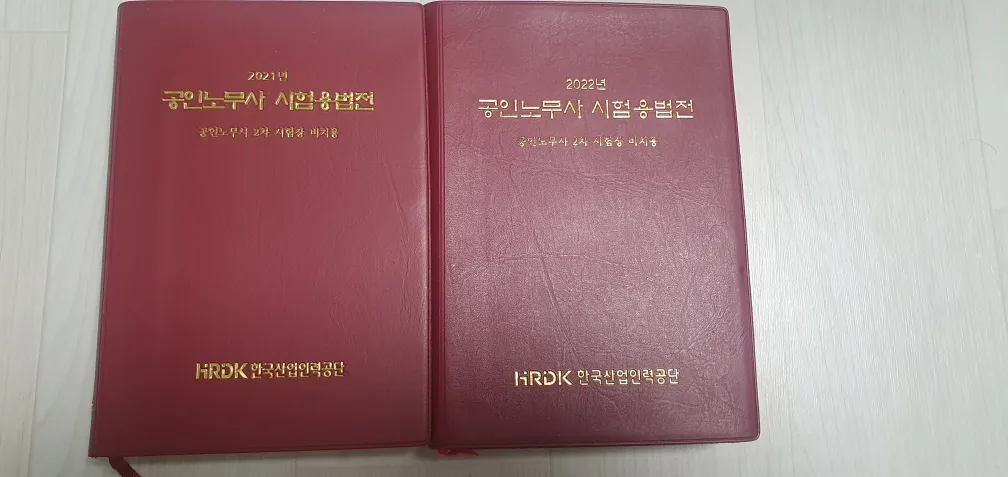 2021년
공인노무사 시험용법전
공인노무사 2차 시험장 비치용
HRDK 한국산업인력공단
2022년
공인노무사 시험용법전
공인노무사 2차 시험장 비치용
HRDK 한국산업인력공단